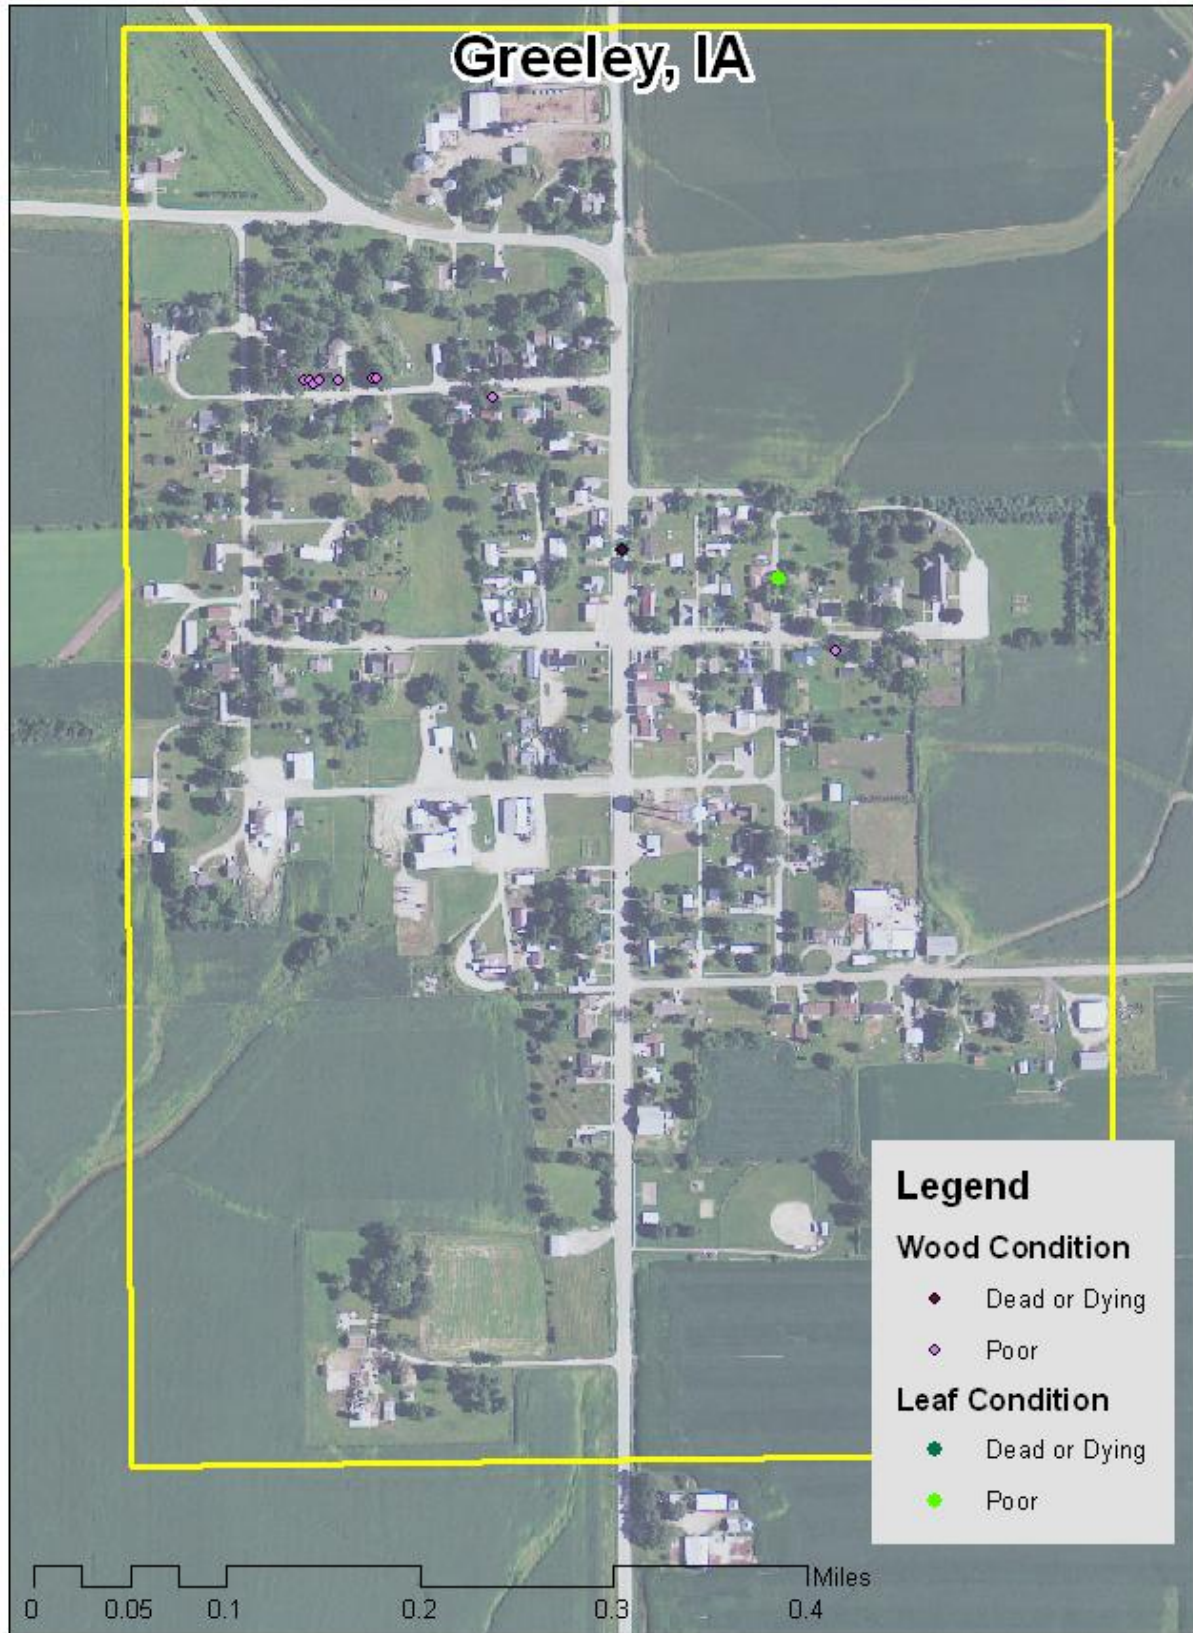 Greeley, IA
Legend
Wood Condition
Dead or Dying
Poor
Leaf Condition
Dead or Dying
Poor
Miles
0 0.05 0.1 0.2 0.3 0.4